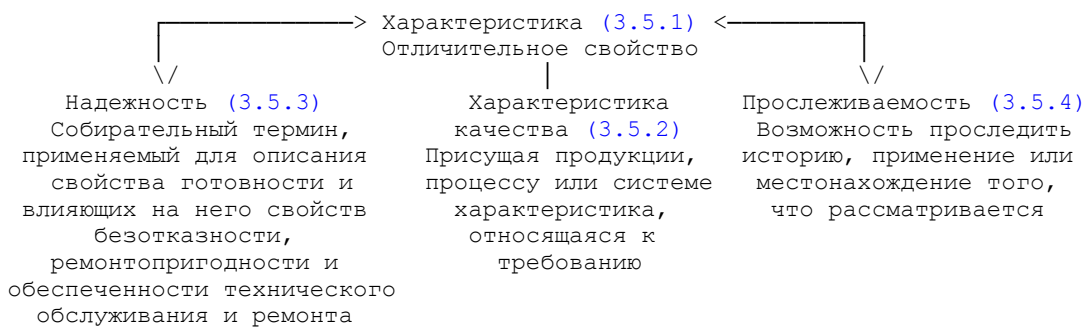 Характеристика (3.5.1)
Отличительное свойство
Надежность (3.5.3)
Собирательный термин,
применяемый для описания
свойства готовности и
влияющих на него свойств
безотказности,
ремонтопригодности и
обеспеченности технического
обслуживания и ремонта
Характеристика
качества (3.5.2)
Присущая продукции,
процессу или системе
характеристика,
относящаяся к
требованию
Прослеживаемость (3.5.4)
Возможность проследить
историю, применение или
местонахождение того,
что рассматривается